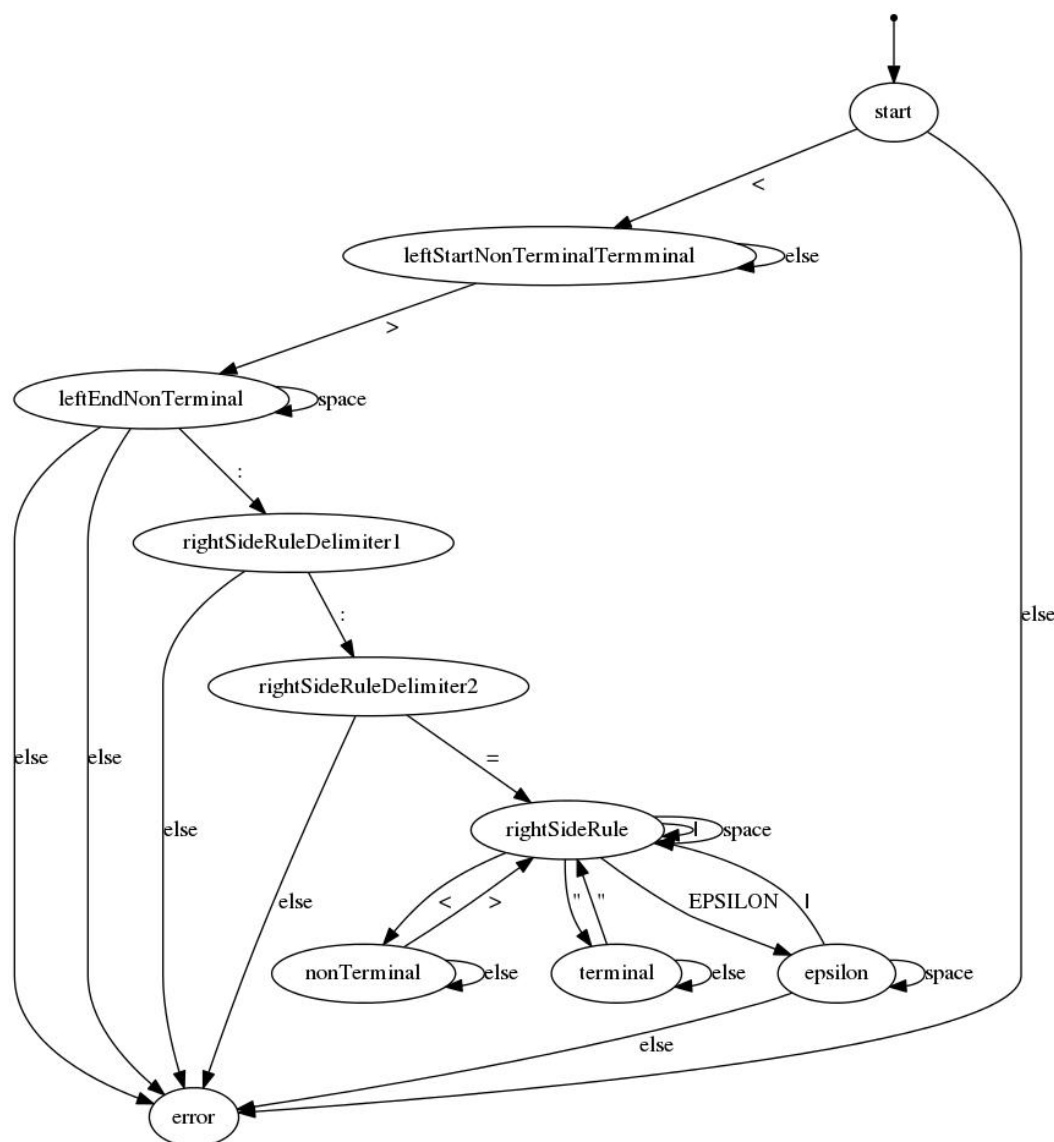 start
<
leftStartNonTerminalTermminal
else
>
leftEndNonTerminal
space
:
rightSideRuleDelimiter1
else
:
rightSideRuleDelimiter2
else
else
else
=
rightSideRule
|
space
else
<
>
"
"
EPSILON
|
nonTerminal
else
terminal
else
epsilon
space
else
error